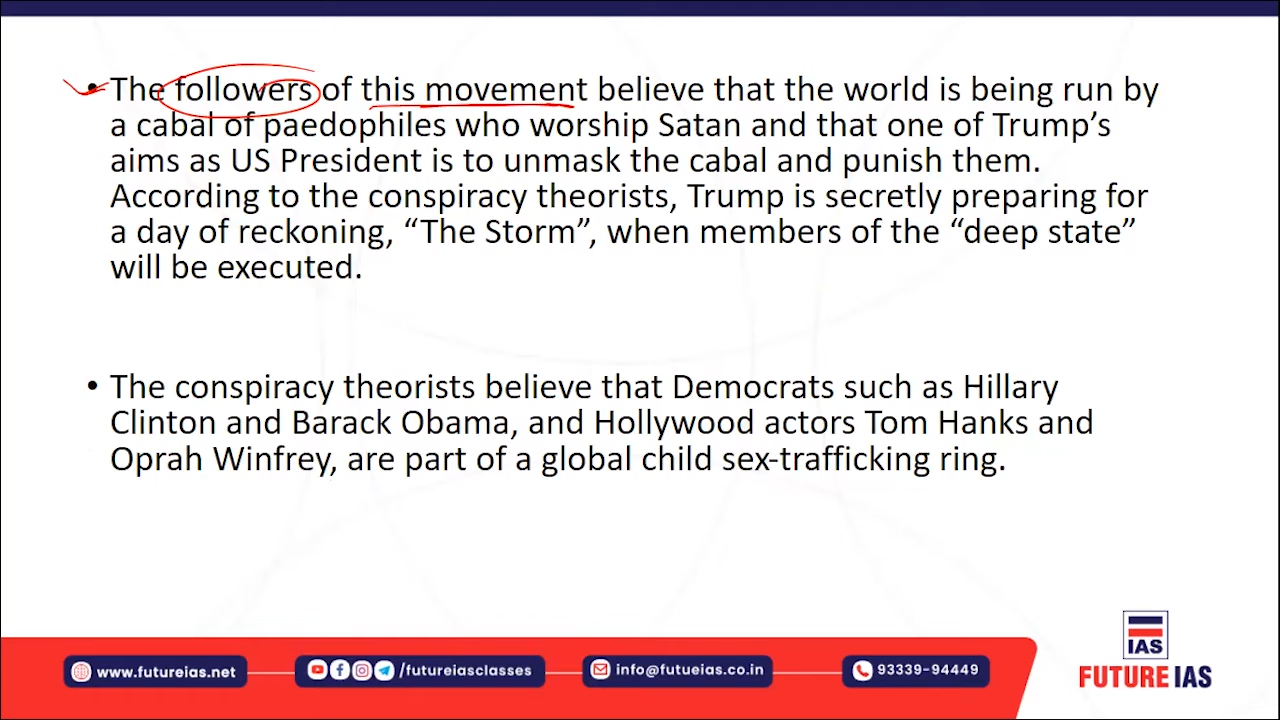 • The followers of this movement believe that the world is being run by
a cabal of paedophiles who worship Satan and that one of Trump’s
aims as US President is to unmask the cabal and punish them.
According to the conspiracy theorists, Trump is secretly preparing for
a day of reckoning, “The Storm”, when members of the “deep state”
will be executed.
• The conspiracy theorists believe that Democrats such as Hillary
Clinton and Barack Obama, and Hollywood actors Tom Hanks and
Oprah Winfrey, are part of a global child sex-trafficking ring.
IAS
FUTURE IAS
www.futureias.net
/futureiasclasses
info@futueias.co.in
93339-94449